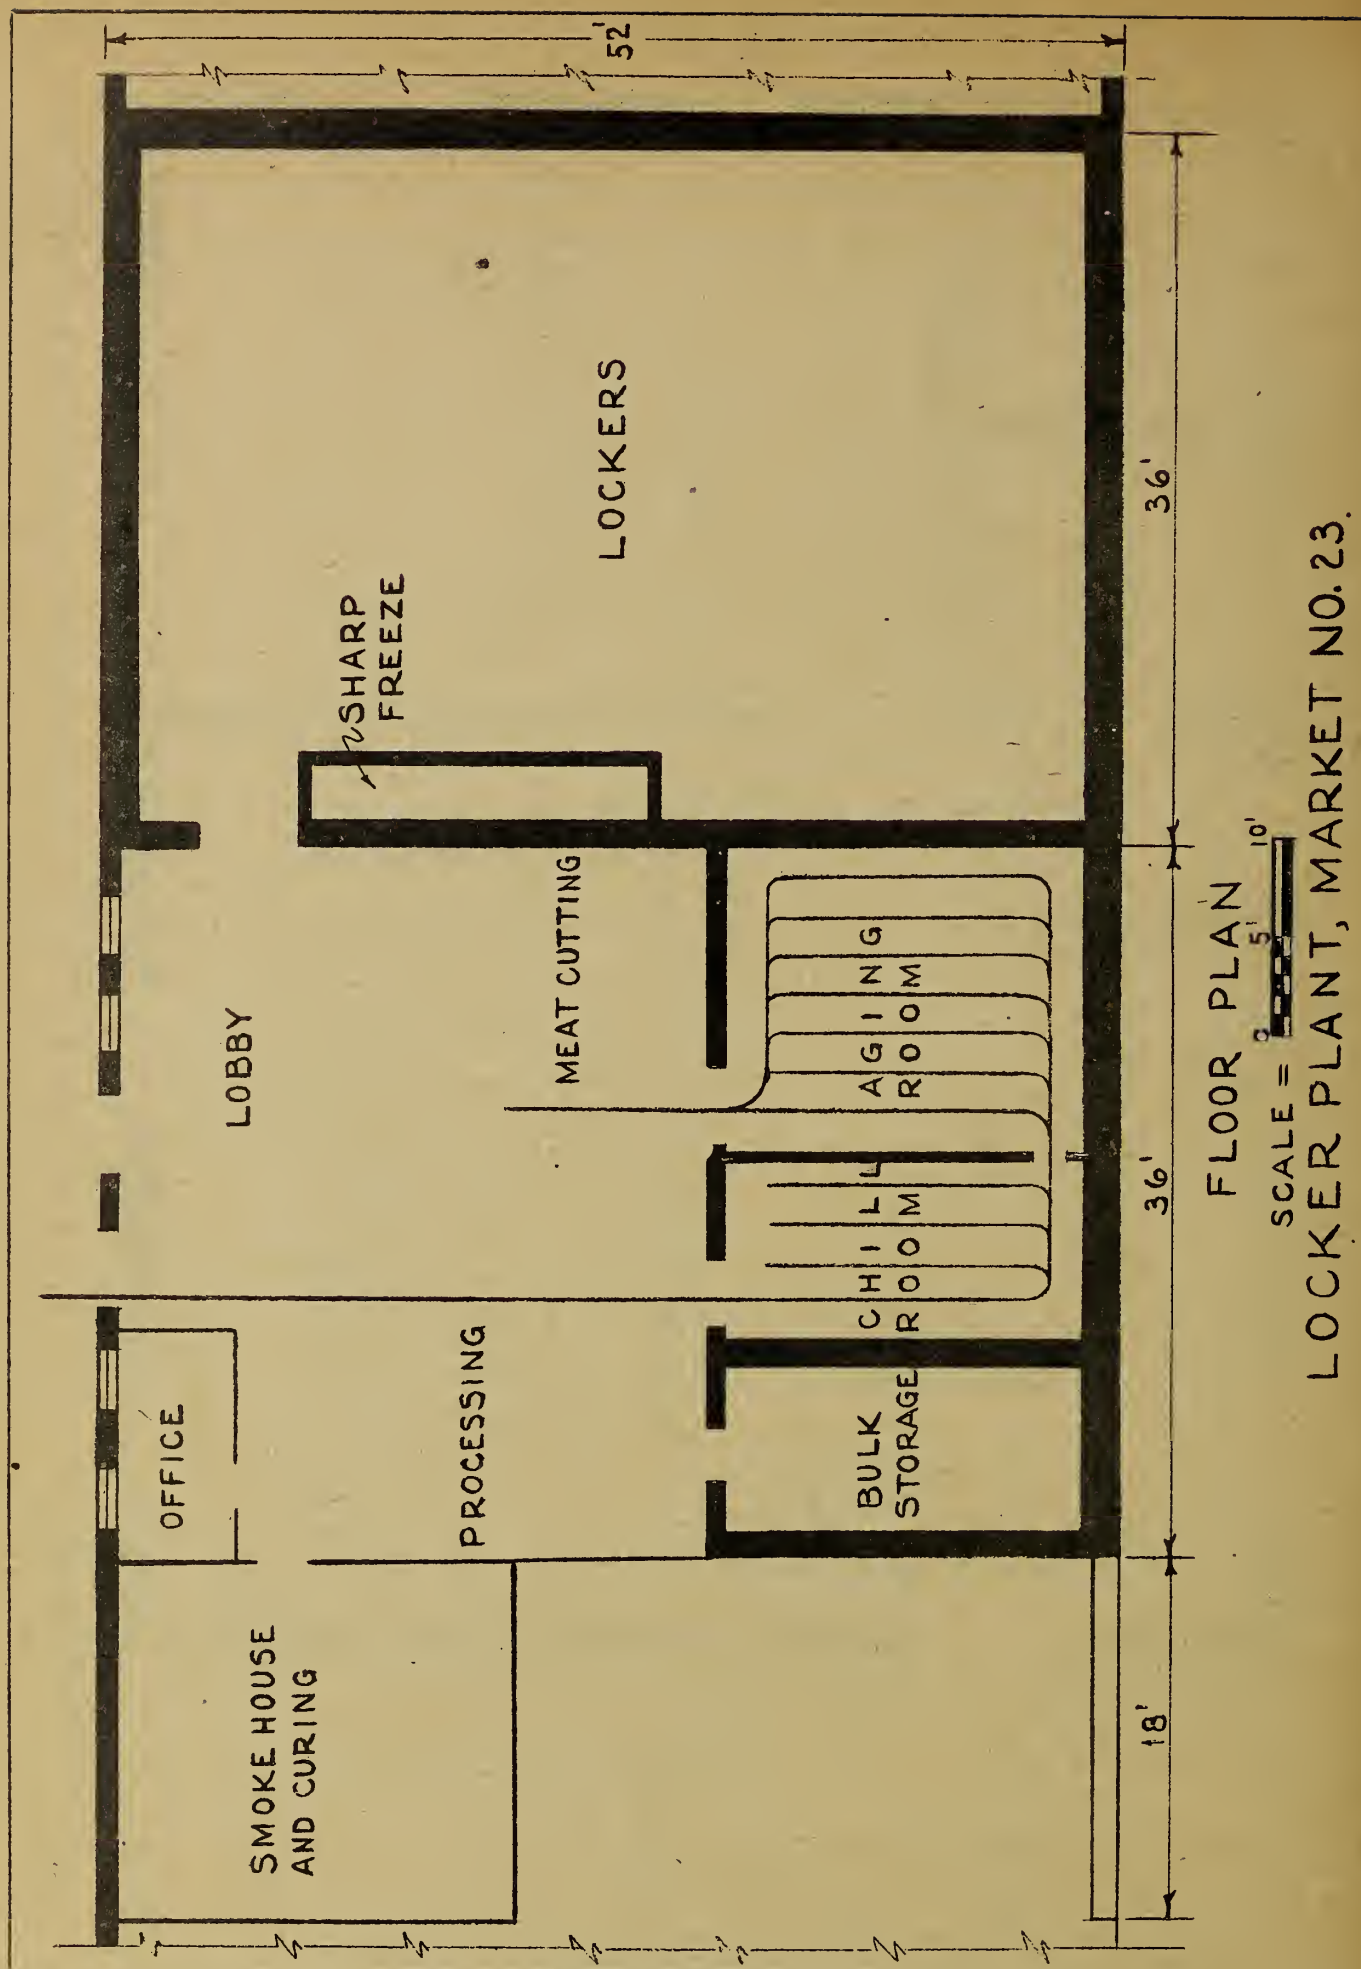 SMOKE HOUSE
AND CURING
OFFICE
LOBBY
PROCESSING
MEAT CUTTING
SHARP
FREEZE
LOCKERS
BULK
STORAGE
CHILL
ROOM
AGING
ROOM
52'
18'
36'
36'
FLOOR PLAN
SCALE = 0 5' 10'
LOCKER PLANT, MARKET NO. 23.